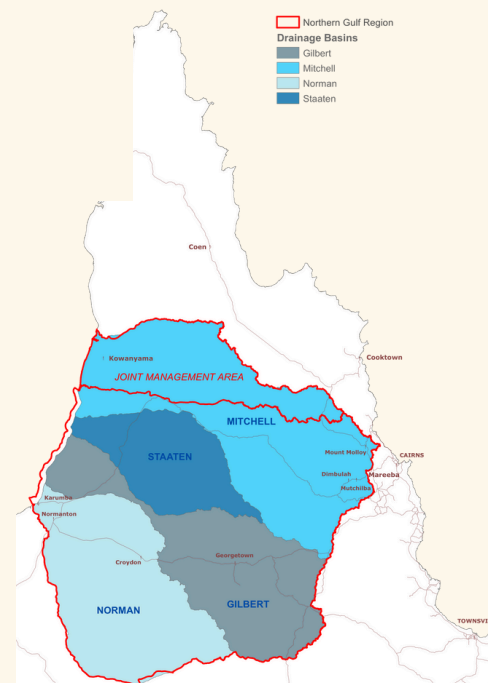 Northern Gulf Region
Drainage Basins
Gilbert
Mitchell
Norman
Staaten
Coen
Kowanyama
Cooktown
JOINT MANAGEMENT AREA
MITCHELL
STAATEN
Mount Molloy
CAIRNS
Dimbulah
Mareeba
Mutchilba
Karumba
Normanton
Georgetown
Croydon
NORMAN
GILBERT
TOWNSVI